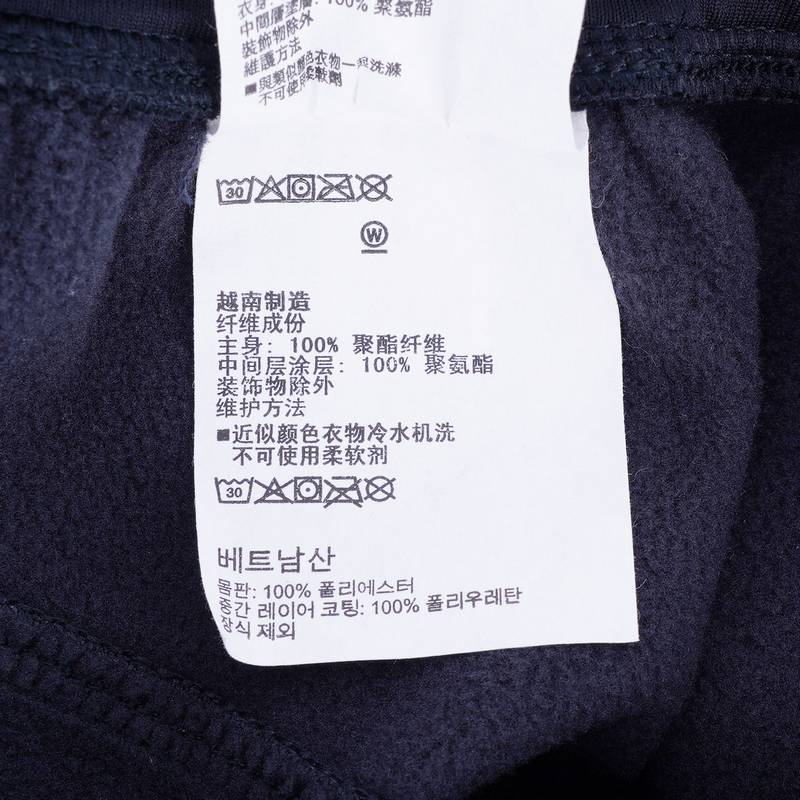 衣身: 100% 聚氨酯
中間層塗層:
裝飾物除外
維護方法
■與類似顏色衣物一與洗滌
不可使用柔軟劑
30
W
越南制造
纤维成份
主身: 100% 聚酯纤维
中间层涂层: 100% 聚氨酯
装饰物除外
维护方法
■近似颜色衣物冷水机洗
不可使用柔软剂
30
베트남산
몸판: 100% 폴리에스터
중간 레이어 코팅: 100% 폴리우레탄
장식 제외